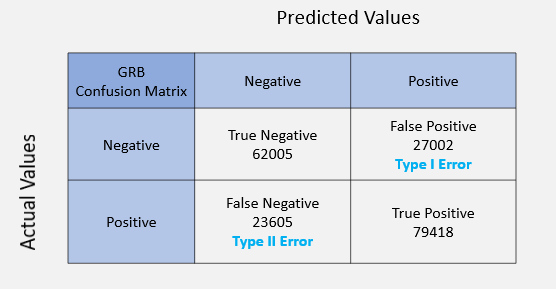 Predicted Values
GRB
Confusion Matrix
Negative
Positive
Actual Values
Negative
True Negative
62005
False Positive
27002
Type I Error
Positive
False Negative
23605
Type II Error
True Positive
79418